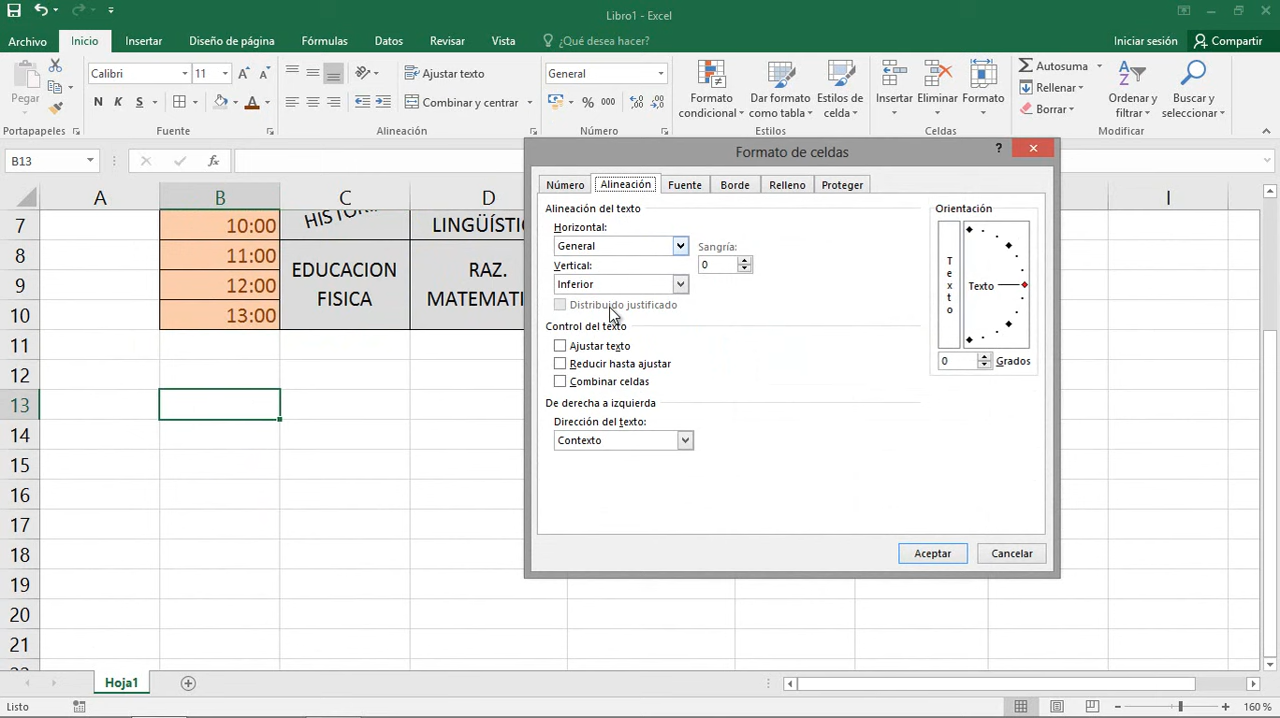 Libro1 - Excel
Archivo Inicio Insertar Diseño de página Fórmulas Datos Revisar Vista ¿Qué desea hacer? Iniciar sesión Compartir
Pegar
Calibri 11
N K S A
Ajustar texto
Combinar y centrar
General
% 000
Formato condicional
Dar formato como tabla
Estilos de celda
Insertar Eliminar Formato
Autosuma
Rellenar
Borrar
Ordenar y filtrar
Buscar y seleccionar
Portapapeles Fuente Alineación Número Estilos Celdas Modificar
B13 fx
Formato de celdas ?
A B C D I
Número Alineación Fuente Borde Relleno Proteger
Alineación del texto
Horizontal:
General
Sangría:
0
Vertical:
Inferior
Distribuido justificado
Control del texto
Ajustar texto
Reducir hasta ajustar
Combinar celdas
De derecha a izquierda
Dirección del texto:
Contexto
Orientación
Texto
Texto
0 Grados
Aceptar Cancelar
7 10:00
8 11:00 EDUCACION FISICA RAZ.
9 12:00
10 13:00
11
12
13
14
15
16
17
18
19
20
21
Hoja1
Listo 160 %